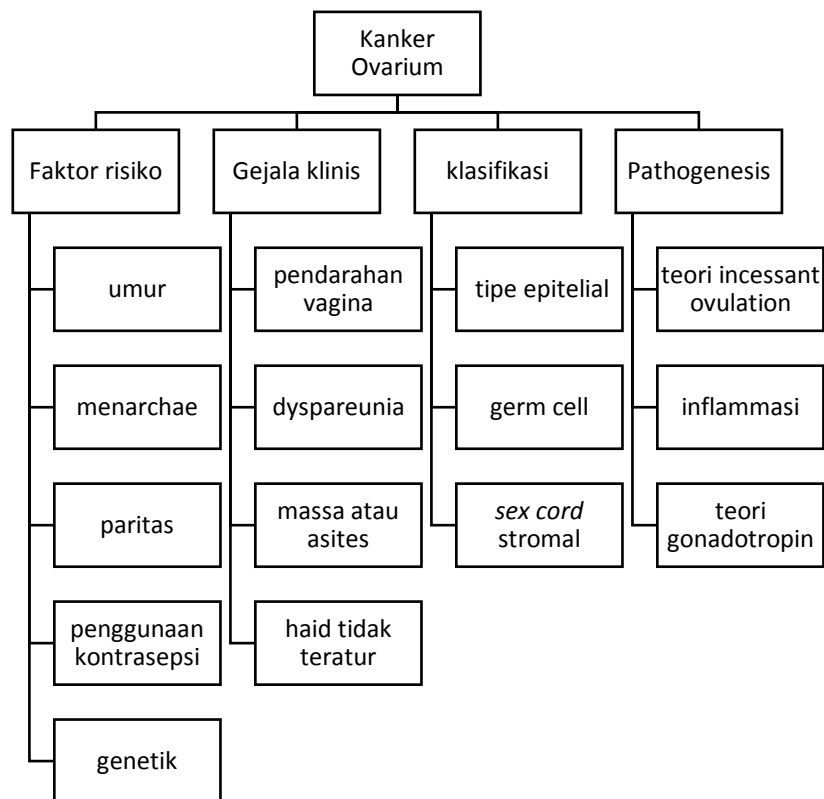 Kanker
Ovarium
Faktor risiko
umur
menarchae
paritas
penggunaan
kontrasepsi
genetik
Gejala klinis
pendarahan
vagina
dyspareunia
massa atau
asites
haid tidak
teratur
klasifikasi
tipe epitelial
germ cell
sex cord
stromal
Pathogenesis
teori incessant
ovulation
inflammasi
teori
gonadotropin